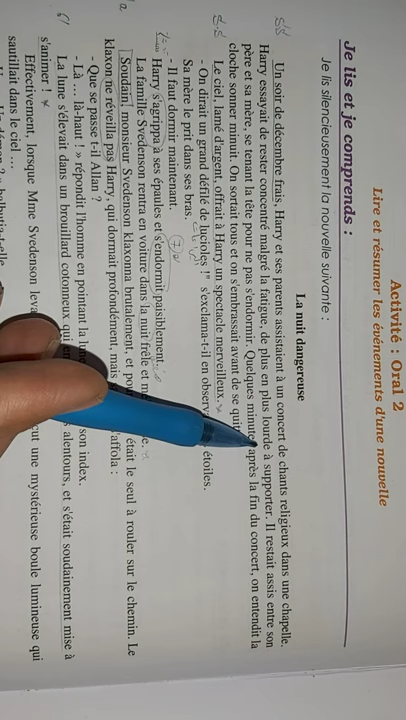 Activité : Oral 2
Lire et résumer les événements d'une nouvelle
Je lis et je comprends :
Je lis silencieusement la nouvelle suivante :
La nuit dangereuse
Un soir de décembre frais, Harry et ses parents assistaient à un concert de chants religieux dans une chapelle.
Harry essayait de rester concentré malgré la fatigue, de plus en plus lourde à supporter. Il restait assis entre son
père et sa mère, se tenant la tête pour ne pas s'endormir. Quelques minutes après la fin du concert, on entendit la
cloche sonner minuit. On sortait tous et on s'embrassait avant de se
Le ciel, lamé d'argent, offrait à Harry un spectacle merveilleux.
- On dirait un grand défilé de lucioles !" s'exclama-t-il en étoiles.
Sa mère le prit dans ses bras.
- Il faut dormir maintenant.
Harry s'agrippa à ses épaules et s'endormit paisiblement.
La famille Svedenson rentra en voiture dans la nuit frêle et
Soudain, monsieur Svedenson klaxonna brutalement, et était le seul à rouler sur le chemin. Le
klaxon ne réveilla pas Harry, qui dormait profondément, mais s'affola :
- Que se passe t-il Allan ?
- Là … là-haut ! » répondit l'homme en pointant la lune son index.
La lune s'élevait dans un brouillard cotonneux qui alentours, et s'était soudainement mise à
s'animer !
Effectivement, lorsque Mme Svedenson leva une mystérieuse boule lumineuse qui
sautillait dans le ciel …